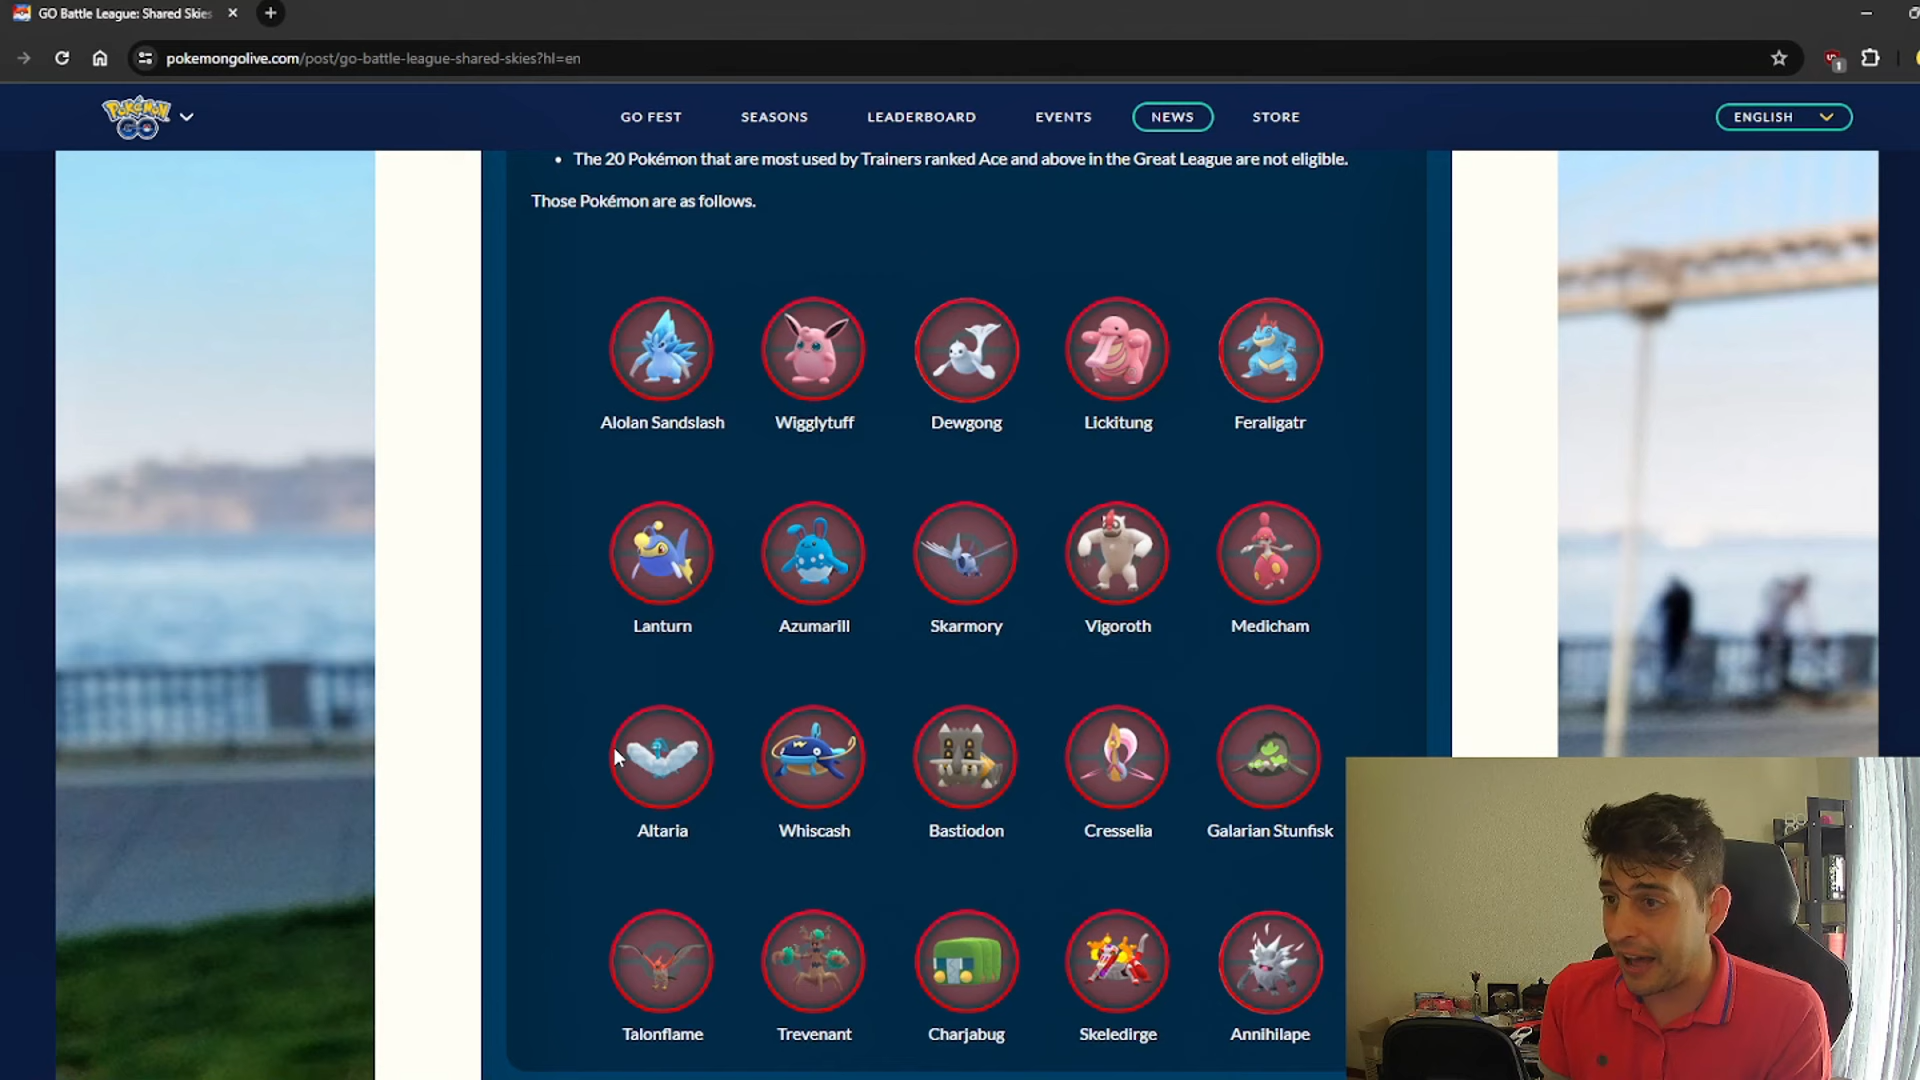 GO Battle League: Shared Skies
pokemongolive.com/post/go-battle-league-shared-skies?hl=en
1
POKÉMON GO
GO FEST
SEASONS
LEADERBOARD
EVENTS
NEWS
STORE
ENGLISH
• The 20 Pokémon that are most used by Trainers ranked Ace and above in the Great League are not eligible.
Those Pokémon are as follows.
Alolan Sandslash
Wigglytuff
Dewgong
Lickitung
Feraligatr
Lanturn
Azumarill
Skarmory
Vigoroth
Medicham
Altaria
Whiscash
Bastiodon
Cresselia
Galarian Stunfisk
Talonflame
Trevenant
Charjabug
Skeledirge
Annihilape